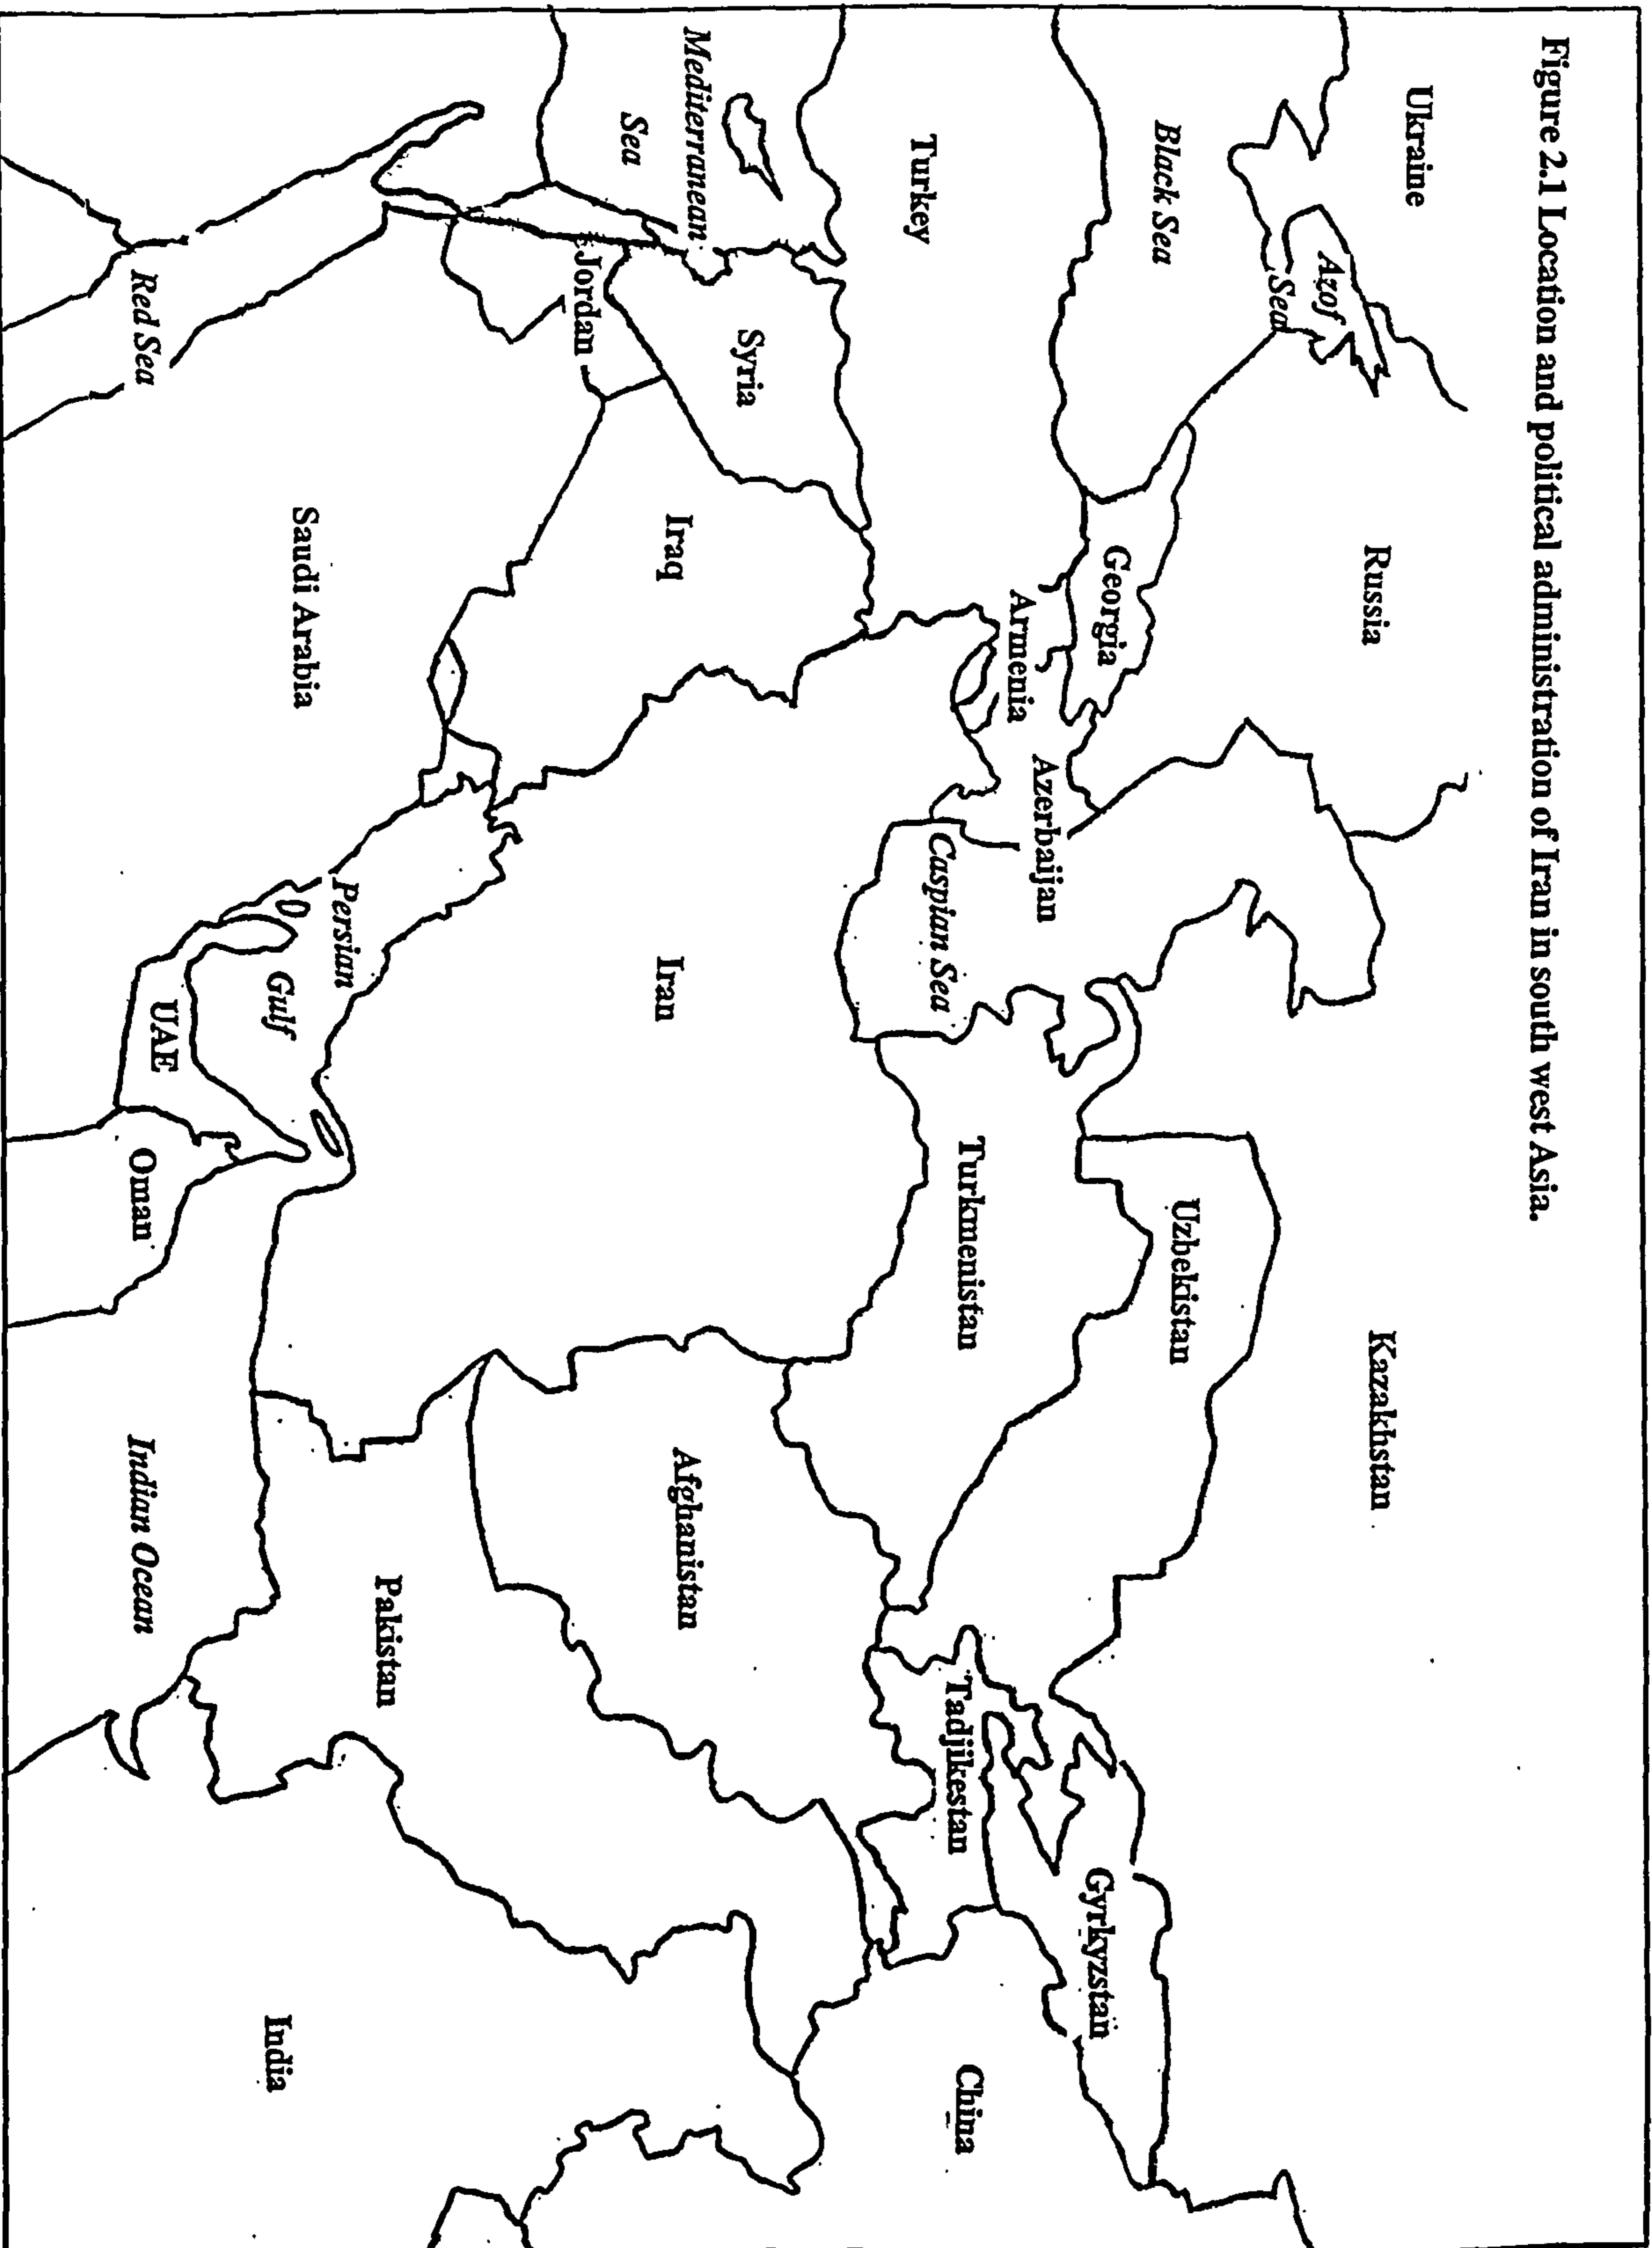 Figure 2.1 Location and political administration of Iran in south west Asia.
Ukraine
Russia
Kazakhstan
Azof
Sea
Black Sea
Georgia
Uzbekistan
Gyrkyzstan
Armenia
Azerbaijan
Turkey
Caspian Sea
Turkmenistan
Tadjikestan
China
Mediterranean
Sea
Syria
Iraq
Iran
Afghanistan
Jordan
Pakistan
Saudi Arabia
Persian
Gulf
India
Red Sea
UAE
Oman
Indian Ocean